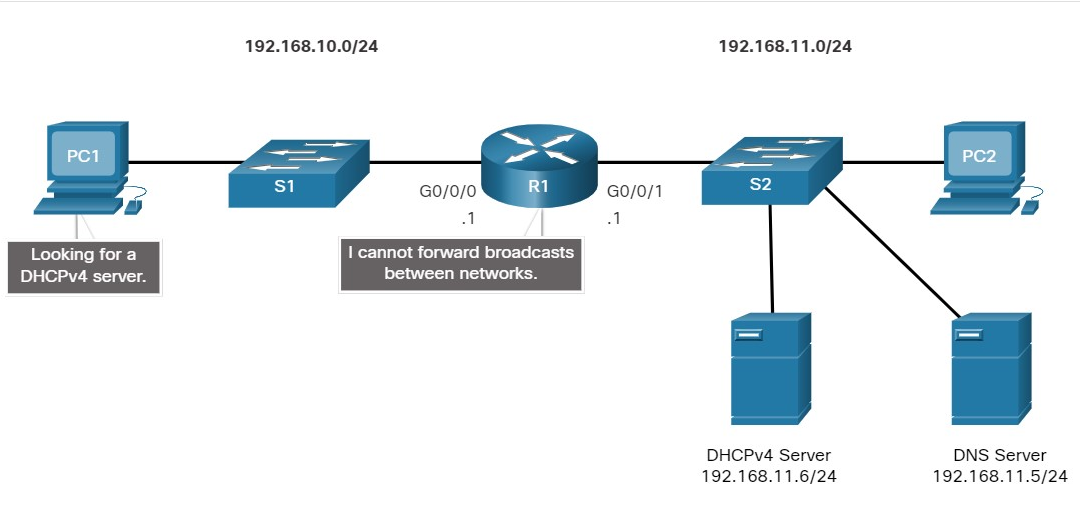 192.168.10.0/24
192.168.11.0/24
PC1
S1
G0/0/0
.1
R1
G0/0/1
.1
S2
PC2
Looking for a
DHCPv4 server.
I cannot forward broadcasts
between networks.
DHCPv4 Server
192.168.11.6/24
DNS Server
192.168.11.5/24